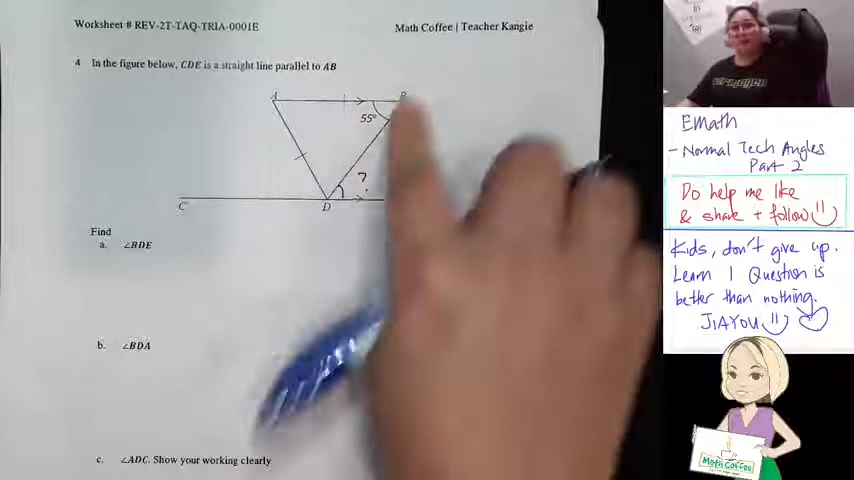 Worksheet # REV-2T-TAQ-TRIA-0001E
Math Coffee | Teacher Kangie
4 In the figure below, CDE is a straight line parallel to AB
A
B
55°
?
C
D
Find
a. ∠BDE
b. ∠BDA
c. ∠ADC. Show your working clearly
Emath
- Normal Tech Angles
Part 2
Do help me like
& share + follow
Kids, don't give up.
Learn 1 Question is
better than nothing.
JIAYOU
Math Coffee